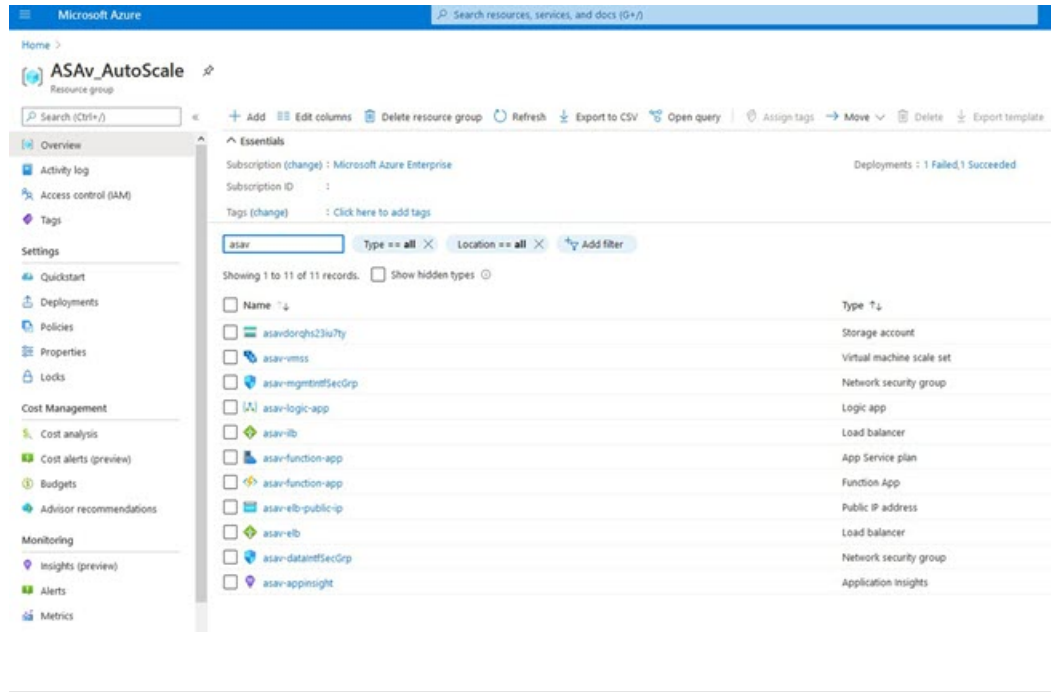 Microsoft Azure
Search resources, services, and docs (G+/)
Home >
ASAv_AutoScale
Resource group
Search (Ctrl+/)
«
Add
Edit columns
Delete resource group
Refresh
Export to CSV
Open query
Assign tags
Move
Delete
Export template
Overview
Activity log
Access control (IAM)
Tags
Settings
Quickstart
Deployments
Policies
Properties
Locks
Cost Management
Cost analysis
Cost alerts (preview)
Budgets
Advisor recommendations
Monitoring
Insights (preview)
Alerts
Metrics
Essentials
Subscription (change) : Microsoft Azure Enterprise
Deployments : 1 Failed,1 Succeeded
Subscription ID :
Tags (change) : Click here to add tags
asav
Type == all
Location == all
Add filter
Showing 1 to 11 of 11 records.
Show hidden types
Name ↑↓ Type ↑↓
asavdorqhs23iu7ty Storage account
asav-vmss Virtual machine scale set
asav-mgmtIntfSecGrp Network security group
asav-logic-app Logic app
asav-ilb Load balancer
asav-function-app App Service plan
asav-function-app Function App
asav-elb-public-ip Public IP address
asav-elb Load balancer
asav-dataIntfSecGrp Network security group
asav-appinsight Application Insights